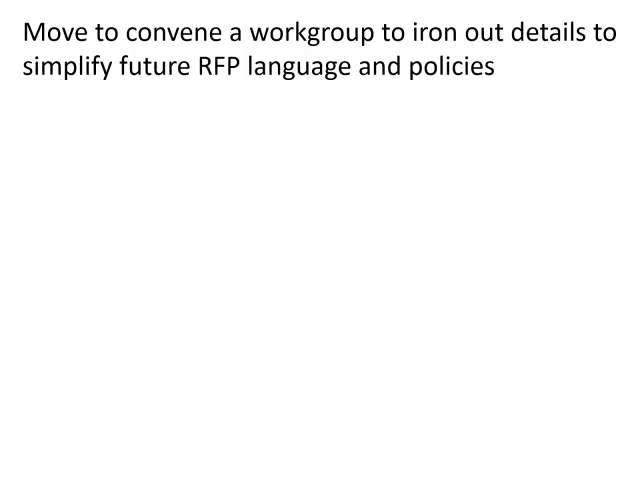 Move to convene a workgroup to iron out details to
simplify future RFP language and policies